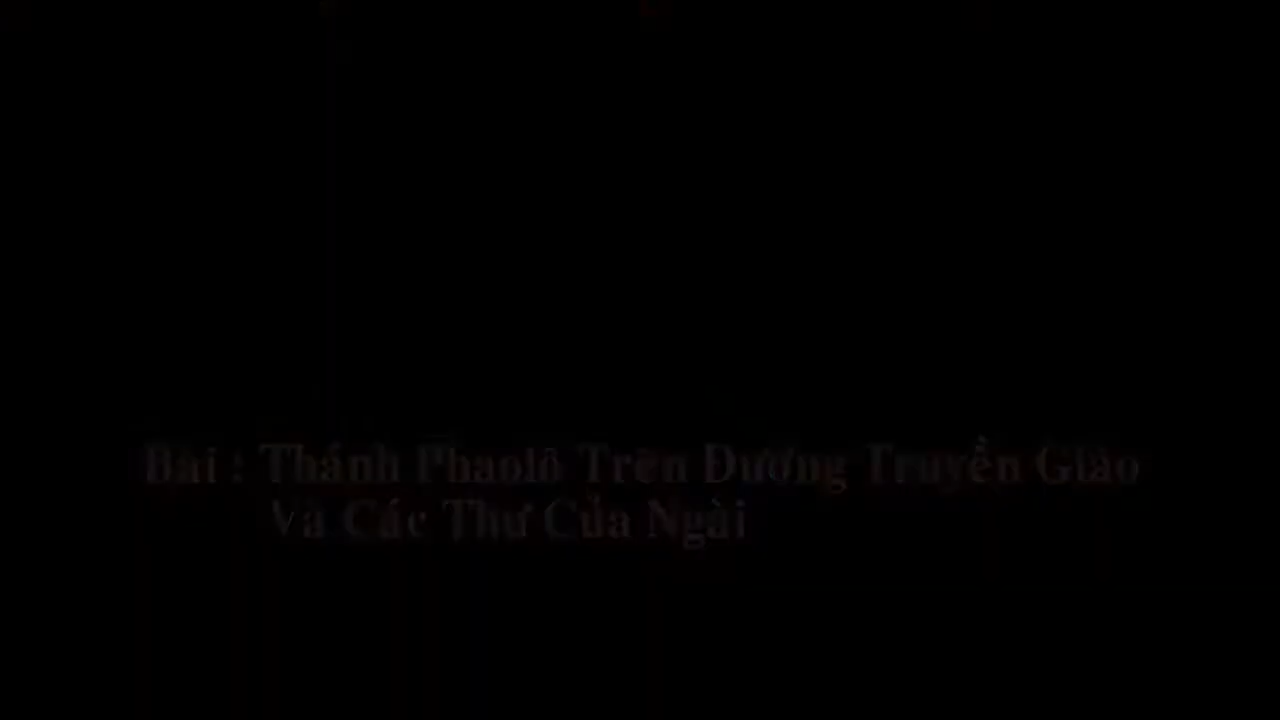 Bài : Thánh Phaolô Trên Đường Truyền Giáo
Và Các Thư Của Ngài